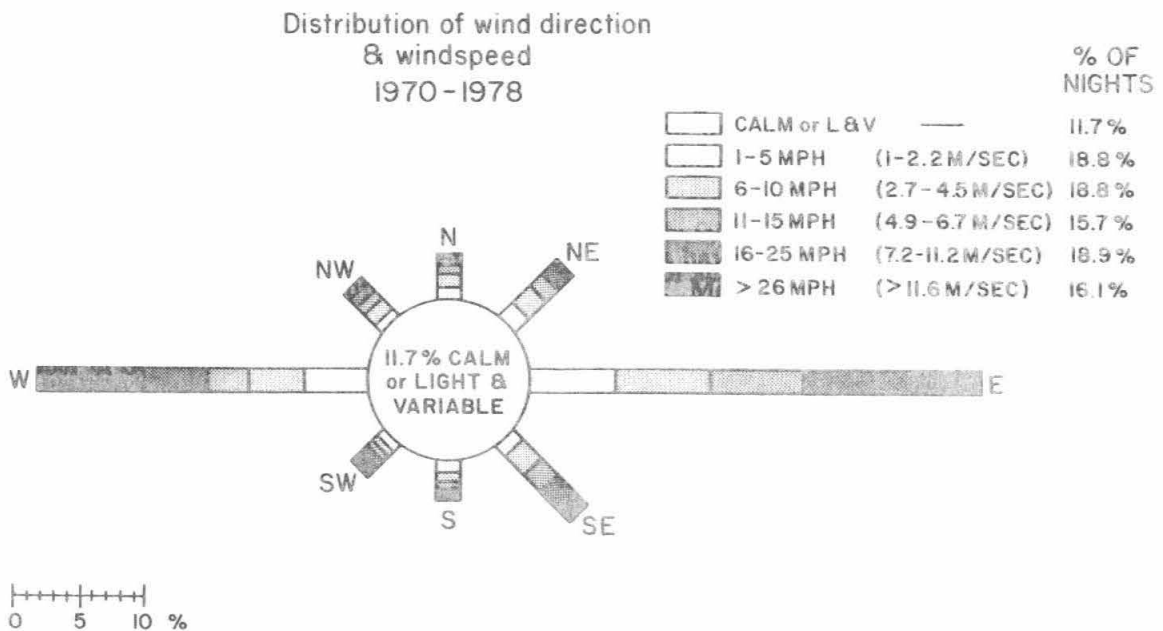 Distribution of wind direction
& windspeed
1970-1978
% OF
NIGHTS
CALM or L & V — 11.7%
1-5 MPH (1-2.2 M/SEC) 18.8%
6-10 MPH (2.7-4.5 M/SEC) 18.8%
11-15 MPH (4.9-6.7 M/SEC) 15.7%
16-25 MPH (7.2-11.2 M/SEC) 18.9%
> 26 MPH (>11.6 M/SEC) 16.1%
N
NE
NW
W
11.7% CALM
or LIGHT &
VARIABLE
E
SW
S
SE
0 5 10 %